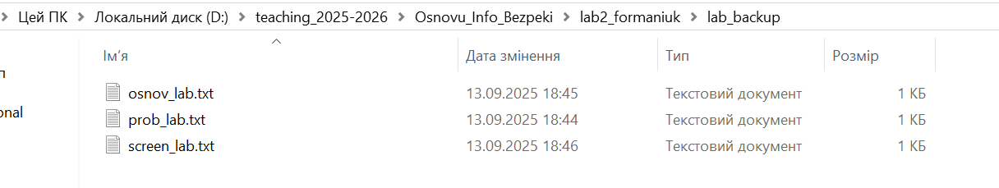 Цей ПК > Локальний диск (D:) > teaching_2025-2026 > Osnovu_Info_Bezpeki > lab2_formaniuk > lab_backup
Ім’я Дата змінення Тип Розмір
osnov_lab.txt 13.09.2025 18:45 Текстовий документ 1 КБ
prob_lab.txt 13.09.2025 18:44 Текстовий документ 1 КБ
screen_lab.txt 13.09.2025 18:46 Текстовий документ 1 КБ